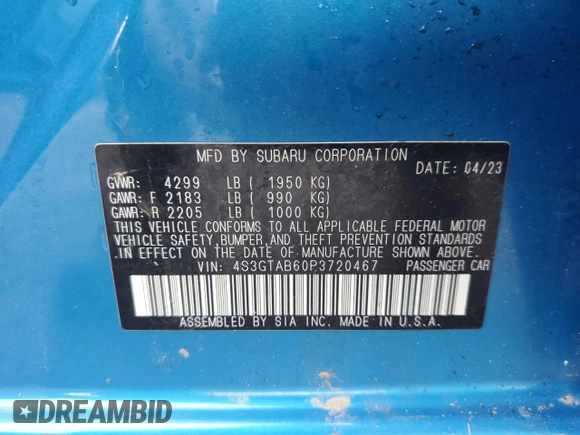 MFD BY SUBARU CORPORATION
DATE: 04/23
GVWR: 4299 LB ( 1950 KG)
GAWR: F 2183 LB ( 990 KG)
GAWR: R 2205 LB ( 1000 KG)
THIS VEHICLE CONFORMS TO ALL APPLICABLE FEDERAL MOTOR
VEHICLE SAFETY,BUMPER,AND THEFT PREVENTION STANDARDS
IN EFFECT ON THE DATE OF MANUFACTURE SHOWN ABOVE.
VIN: 4S3GTAB60P3720467 PASSENGER CAR
ASSEMBLED BY SIA INC. MADE IN U.S.A.
DREAMBID